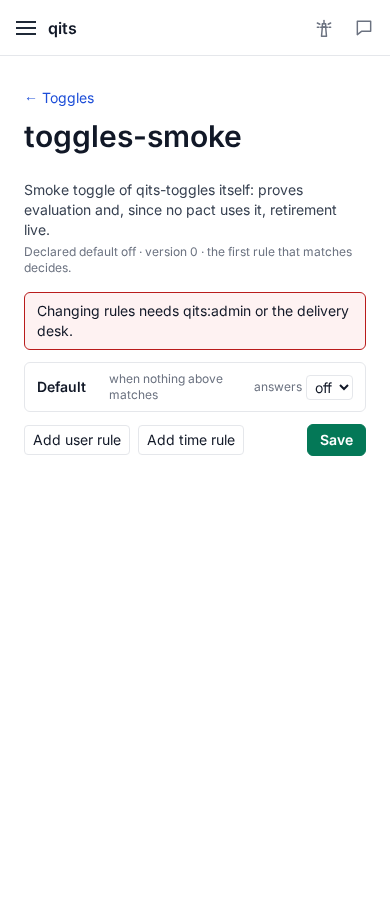 qits
← Toggles
toggles-smoke
Smoke toggle of qits-toggles itself: proves
evaluation and, since no pact uses it, retirement
live.
Declared default off · version 0 · the first rule that matches
decides.
Changing rules needs qits:admin or the delivery
desk.
Default when nothing above matches answers off
Add user rule Add time rule Save